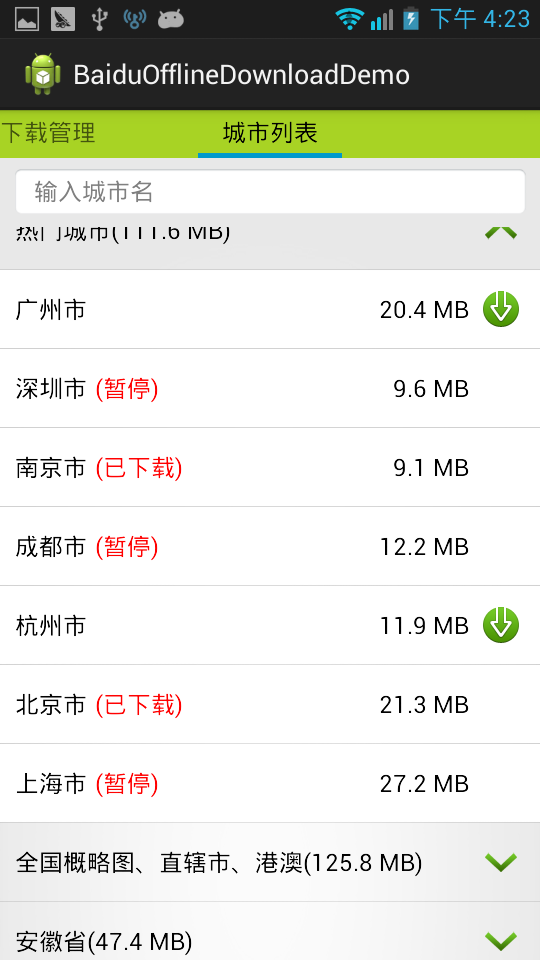 下午 4:23
BaiduOfflineDownloadDemo
下载管理 城市列表
输入城市名
热门城市(111.6 MB)
广州市 20.4 MB
深圳市 (暂停) 9.6 MB
南京市 (已下载) 9.1 MB
成都市 (暂停) 12.2 MB
杭州市 11.9 MB
北京市 (已下载) 21.3 MB
上海市 (暂停) 27.2 MB
全国概略图、直辖市、港澳(125.8 MB)
安徽省(47.4 MB)